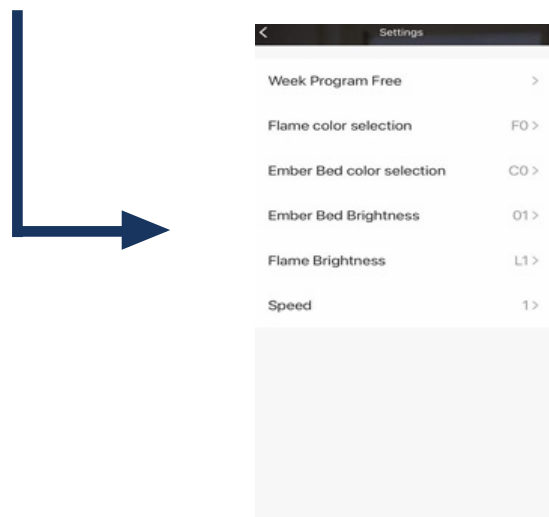 Settings
Week Program Free
Flame color selection F0
Ember Bed color selection C0
Ember Bed Brightness 01
Flame Brightness L1
Speed 1